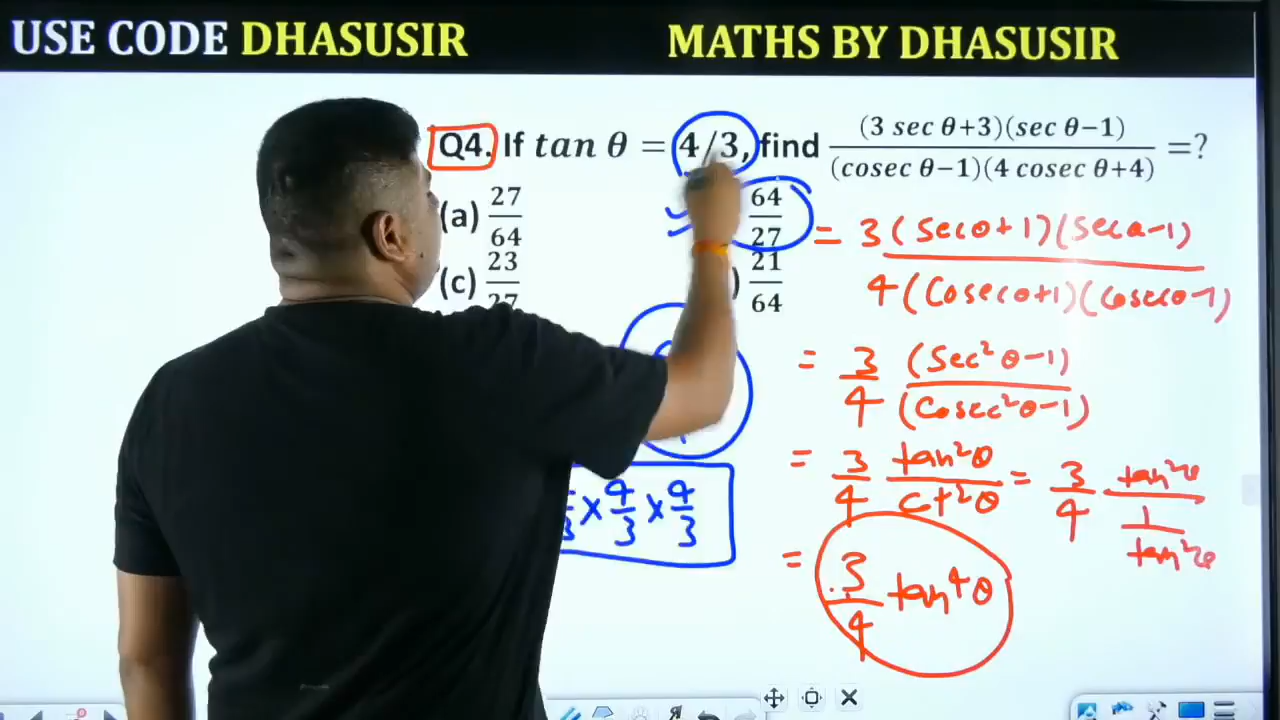 USE CODE DHASUSIR
MATHS BY DHASUSIR
Q4. If tan θ = 4/3, find (3 sec θ+3)(sec θ−1) / (cosec θ−1)(4 cosec θ+4) =?
(a) 27/64
64/27
(c) 23/27
) 21/64
= 3(Secθ+1)(Secθ-1) / 4(Cosecθ+1)(Cosecθ-1)
= 3/4 (Sec²θ-1) / (Cosec²θ-1)
= 3/4 tan²θ / Ct²θ = 3/4 tan²θ / 1/tan²θ
= 3/4 tan⁴θ
× 4/3 × 4/3